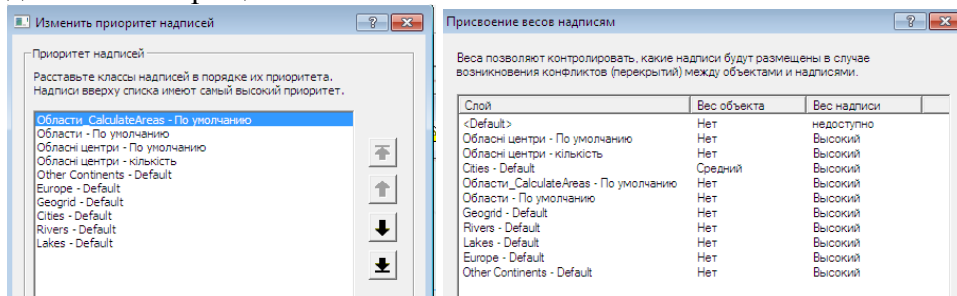 Изменить приоритет надписей
Приоритет надписей
Расставьте классы надписей в порядке их приоритета.
Надписи вверху списка имеют самый высокий приоритет.
Области_CalculateAreas - По умолчанию
Области - По умолчанию
Обласні центри - По умолчанию
Обласні центри - кількість
Other Continents - Default
Europe - Default
Geogrid - Default
Cities - Default
Rivers - Default
Lakes - Default
Присвоение весов надписям
Веса позволяют контролировать, какие надписи будут размещены в случае
возникновения конфликтов (перекрытий) между объектами и надписями.
Слой Вес объекта Вес надписи
<Default> Нет недоступно
Обласні центри - По умолчанию Нет Высокий
Обласні центри - кількість Нет Высокий
Cities - Default Средний Высокий
Области_CalculateAreas - По умолчанию Нет Высокий
Области - По умолчанию Нет Высокий
Geogrid - Default Нет Высокий
Rivers - Default Нет Высокий
Lakes - Default Нет Высокий
Europe - Default Нет Высокий
Other Continents - Default Нет Высокий